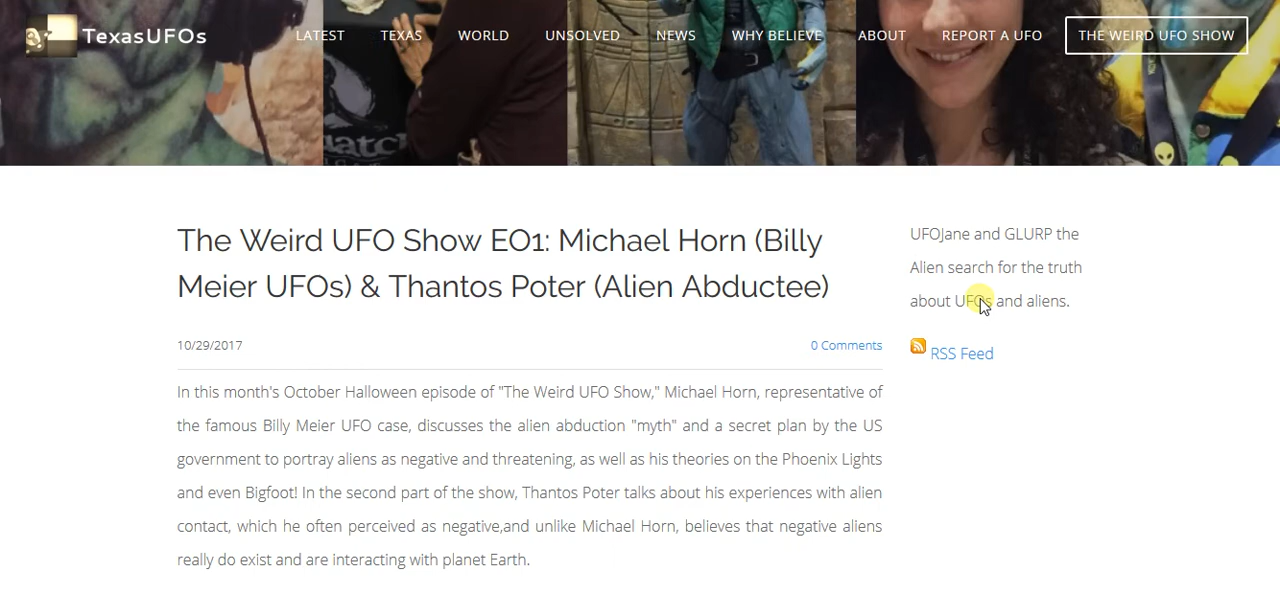 TexasUFOs
LATEST TEXAS WORLD UNSOLVED NEWS WHY BELIEVE ABOUT REPORT A UFO THE WEIRD UFO SHOW
The Weird UFO Show E01: Michael Horn (Billy
Meier UFOs) & Thantos Poter (Alien Abductee)
10/29/2017
0 Comments
In this month's October Halloween episode of "The Weird UFO Show," Michael Horn, representative of
the famous Billy Meier UFO case, discusses the alien abduction "myth" and a secret plan by the US
government to portray aliens as negative and threatening, as well as his theories on the Phoenix Lights
and even Bigfoot! In the second part of the show, Thantos Poter talks about his experiences with alien
contact, which he often perceived as negative,and unlike Michael Horn, believes that negative aliens
really do exist and are interacting with planet Earth.
UFOJane and GLURP the
Alien search for the truth
about UFOs and aliens.
RSS Feed